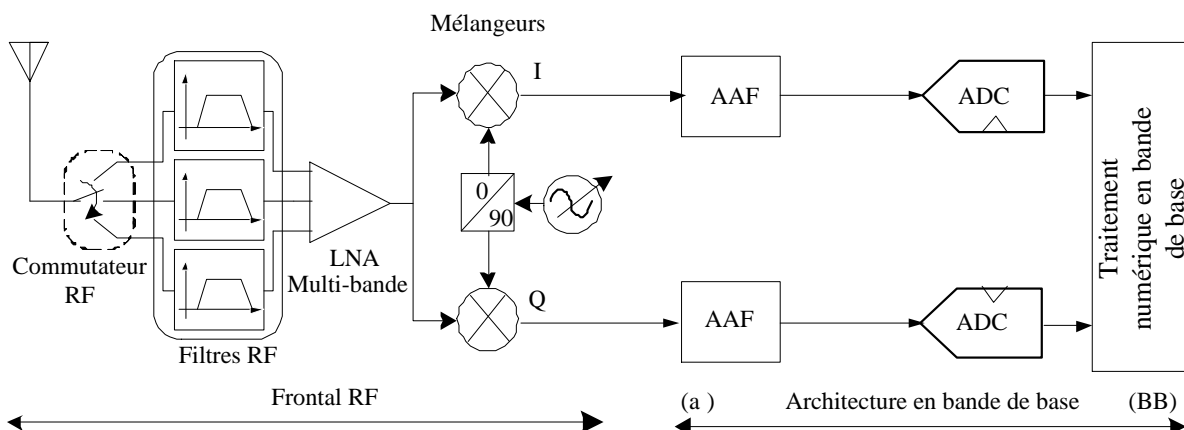 Mélangeurs
I
AAF
ADC
0
90
Commutateur
RF
LNA
Multi-bande
Filtres RF
Q
AAF
ADC
Traitement
numérique en bande
de base
Frontal RF
(a )
Architecture en bande de base
(BB)